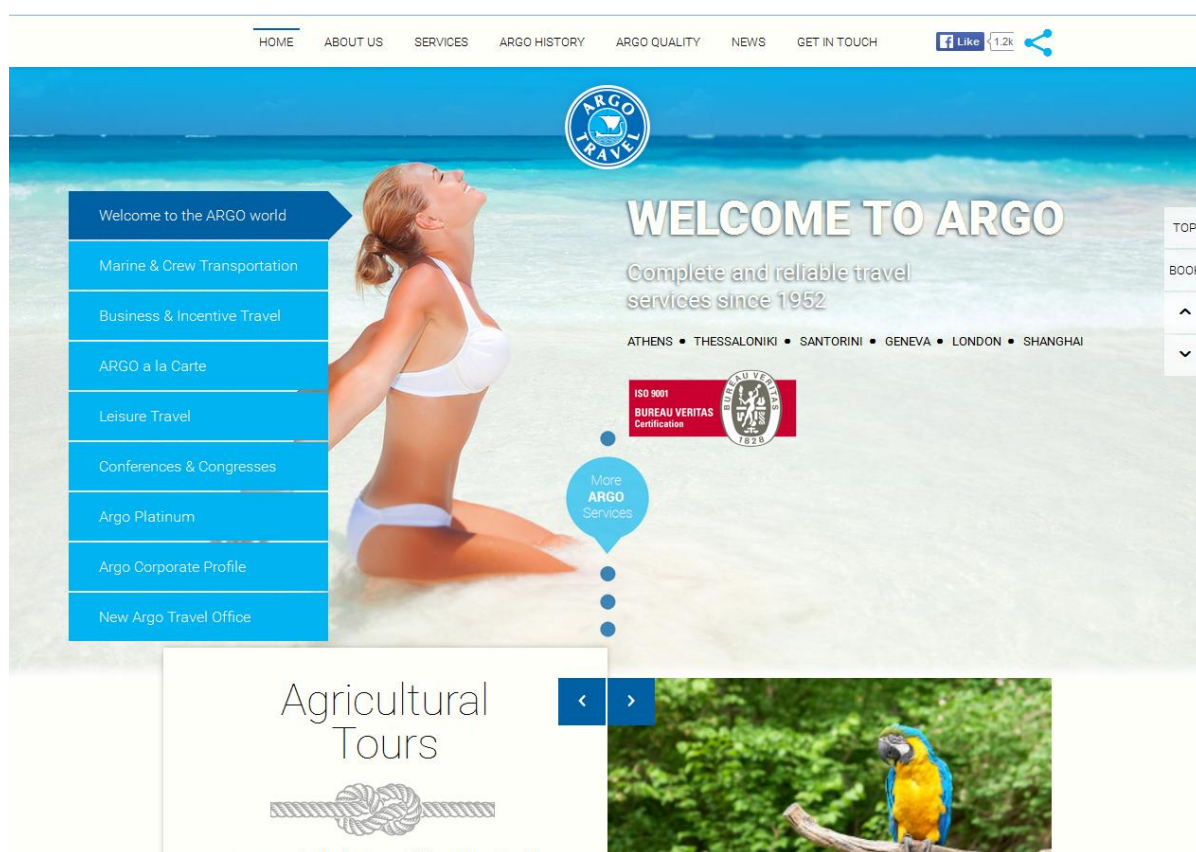 HOME
ABOUT US
SERVICES
ARGO HISTORY
ARGO QUALITY
NEWS
GET IN TOUCH
Like
1.2k
ARGO
TRAVEL
Welcome to the ARGO world
Marine & Crew Transportation
Business & Incentive Travel
ARGO a la Carte
Leisure Travel
Conferences & Congresses
Argo Platinum
Argo Corporate Profile
New Argo Travel Office
WELCOME TO ARGO
Complete and reliable travel
services since 1952
ATHENS • THESSALONIKI • SANTORINI • GENEVA • LONDON • SHANGHAI
ISO 9001
BUREAU VERITAS
Certification
BUREAU VERITAS
1828
More
ARGO
Services
TOP
BOOK
Agricultural
Tours